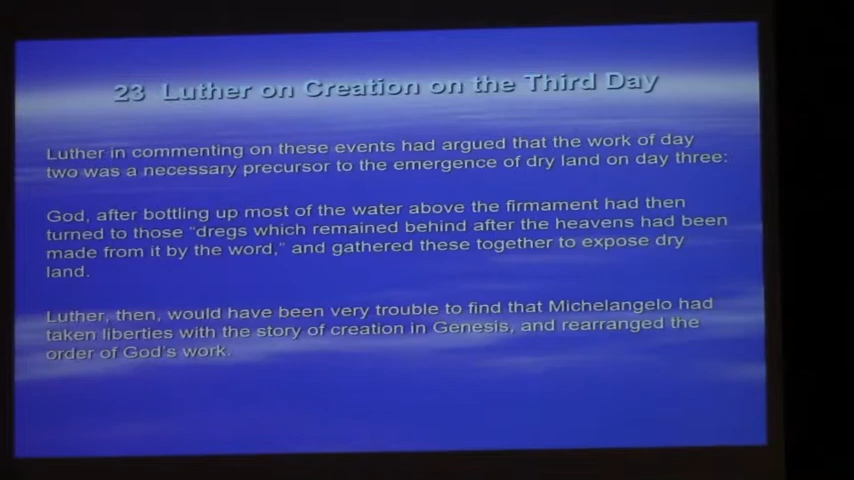 23 Luther on Creation on the Third Day
Luther in commenting on these events had argued that the work of day
two was a necessary precursor to the emergence of dry land on day three:
God, after bottling up most of the water above the firmament had then
turned to those “dregs which remained behind after the heavens had been
made from it by the word,” and gathered these together to expose dry
land.
Luther, then, would have been very trouble to find that Michelangelo had
taken liberties with the story of creation in Genesis, and rearranged the
order of God’s work.